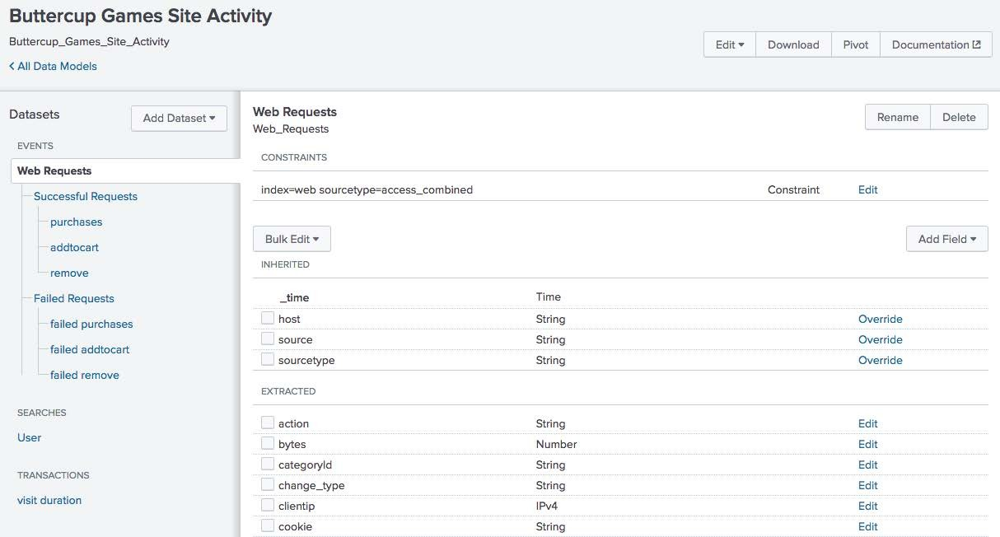 Buttercup Games Site Activity
Buttercup_Games_Site_Activity
Edit Download Pivot Documentation
All Data Models
Datasets
Add Dataset
EVENTS
Web Requests
Successful Requests
purchases
addtocart
remove
Failed Requests
failed purchases
failed addtocart
failed remove
SEARCHES
User
TRANSACTIONS
visit duration
Web Requests
Web_Requests
Rename Delete
CONSTRAINTS
index=web sourcetype=access_combined Constraint Edit
Bulk Edit Add Field
INHERITED
_time Time
host String Override
source String Override
sourcetype String Override
EXTRACTED
action String Edit
bytes Number Edit
categoryId String Edit
change_type String Edit
clientip IPv4 Edit
cookie String Edit